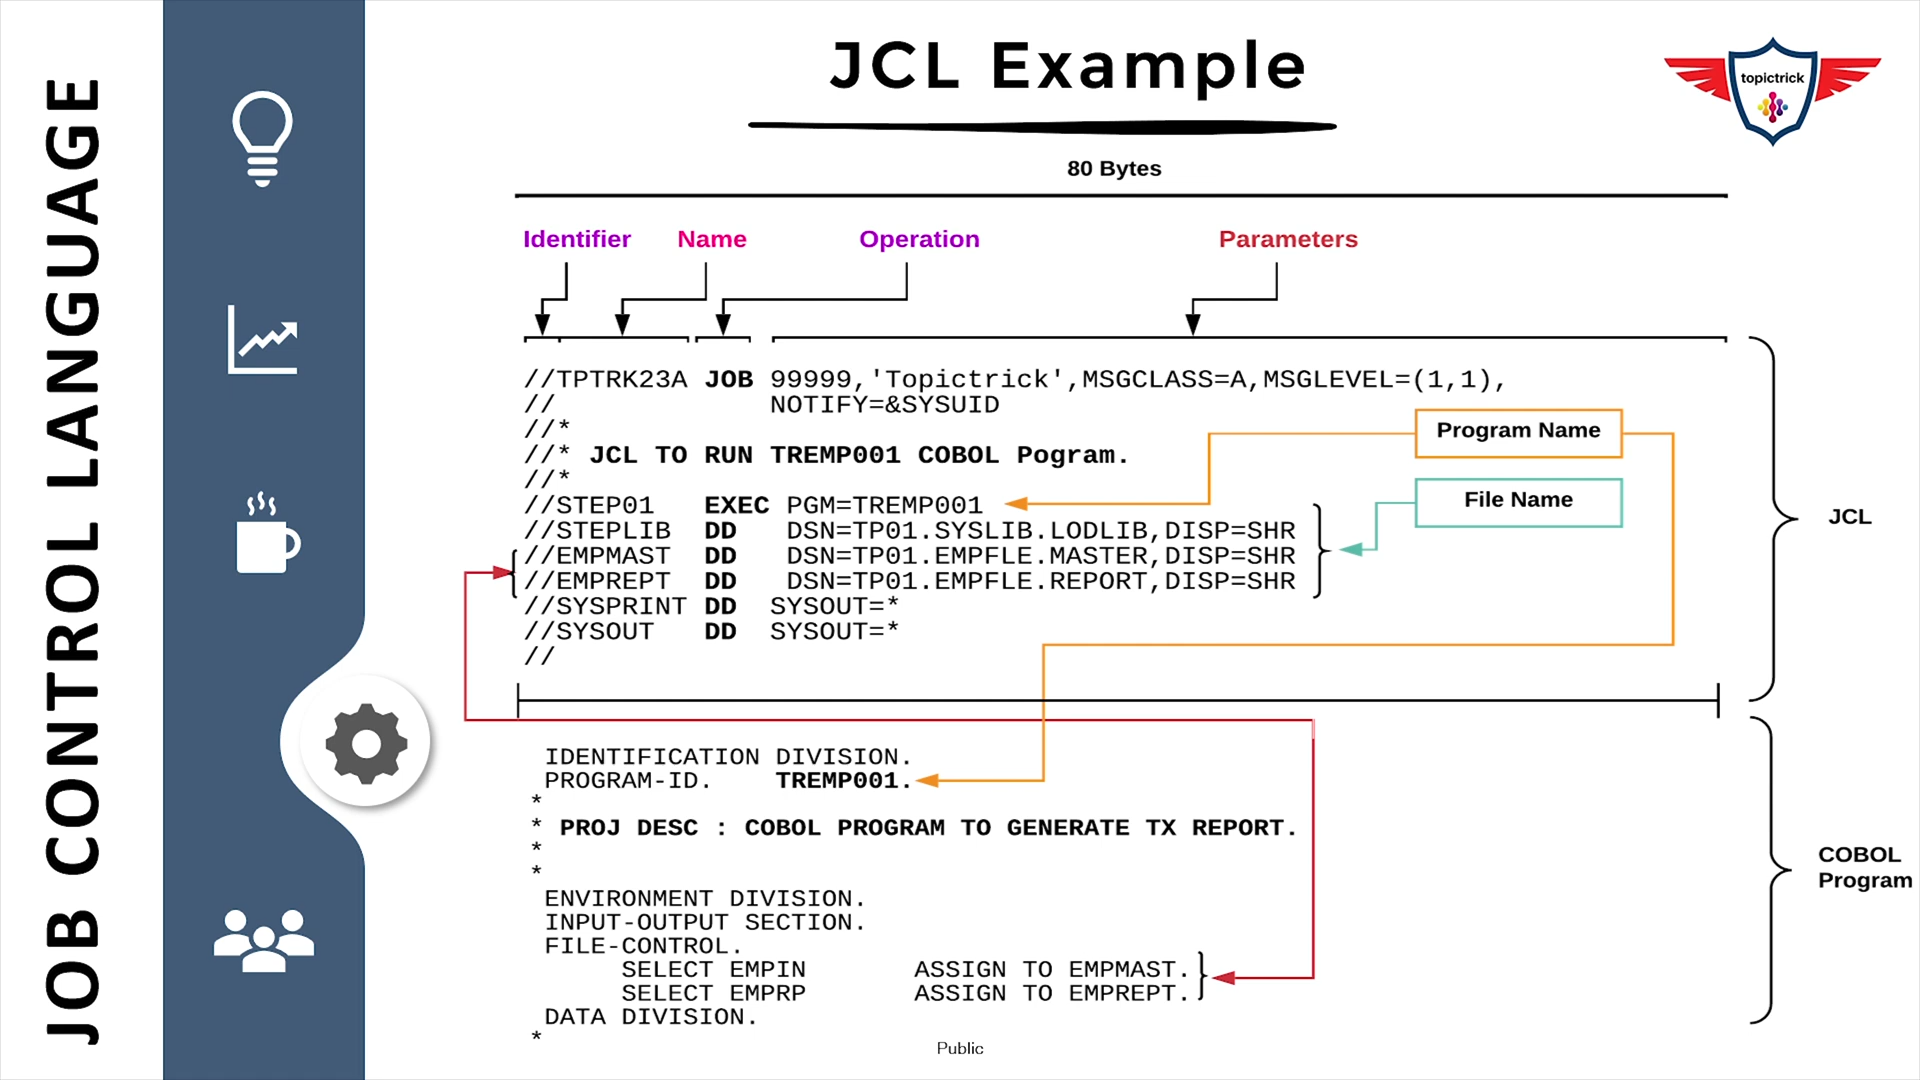 JOB CONTROL LANGUAGE
JCL Example
topictrick
80 Bytes
Identifier Name Operation Parameters
//TPTRK23A JOB 99999,'Topictrick',MSGCLASS=A,MSGLEVEL=(1,1),
// NOTIFY=&SYSUID
//*
//* JCL TO RUN TREMP001 COBOL Pogram.
//*
//STEP01 EXEC PGM=TREMP001
//STEPLIB DD DSN=TP01.SYSLIB.LODLIB,DISP=SHR
//EMPMAST DD DSN=TP01.EMPFLE.MASTER,DISP=SHR
//EMPREPT DD DSN=TP01.EMPFLE.REPORT,DISP=SHR
//SYSPRINT DD SYSOUT=*
//SYSOUT DD SYSOUT=*
//
Program Name
File Name
JCL
IDENTIFICATION DIVISION.
PROGRAM-ID. TREMP001.
*
* PROJ DESC : COBOL PROGRAM TO GENERATE TX REPORT.
*
*
ENVIRONMENT DIVISION.
INPUT-OUTPUT SECTION.
FILE-CONTROL.
SELECT EMPIN ASSIGN TO EMPMAST.
SELECT EMPRP ASSIGN TO EMPREPT.
DATA DIVISION.
*
COBOL
Program
Public